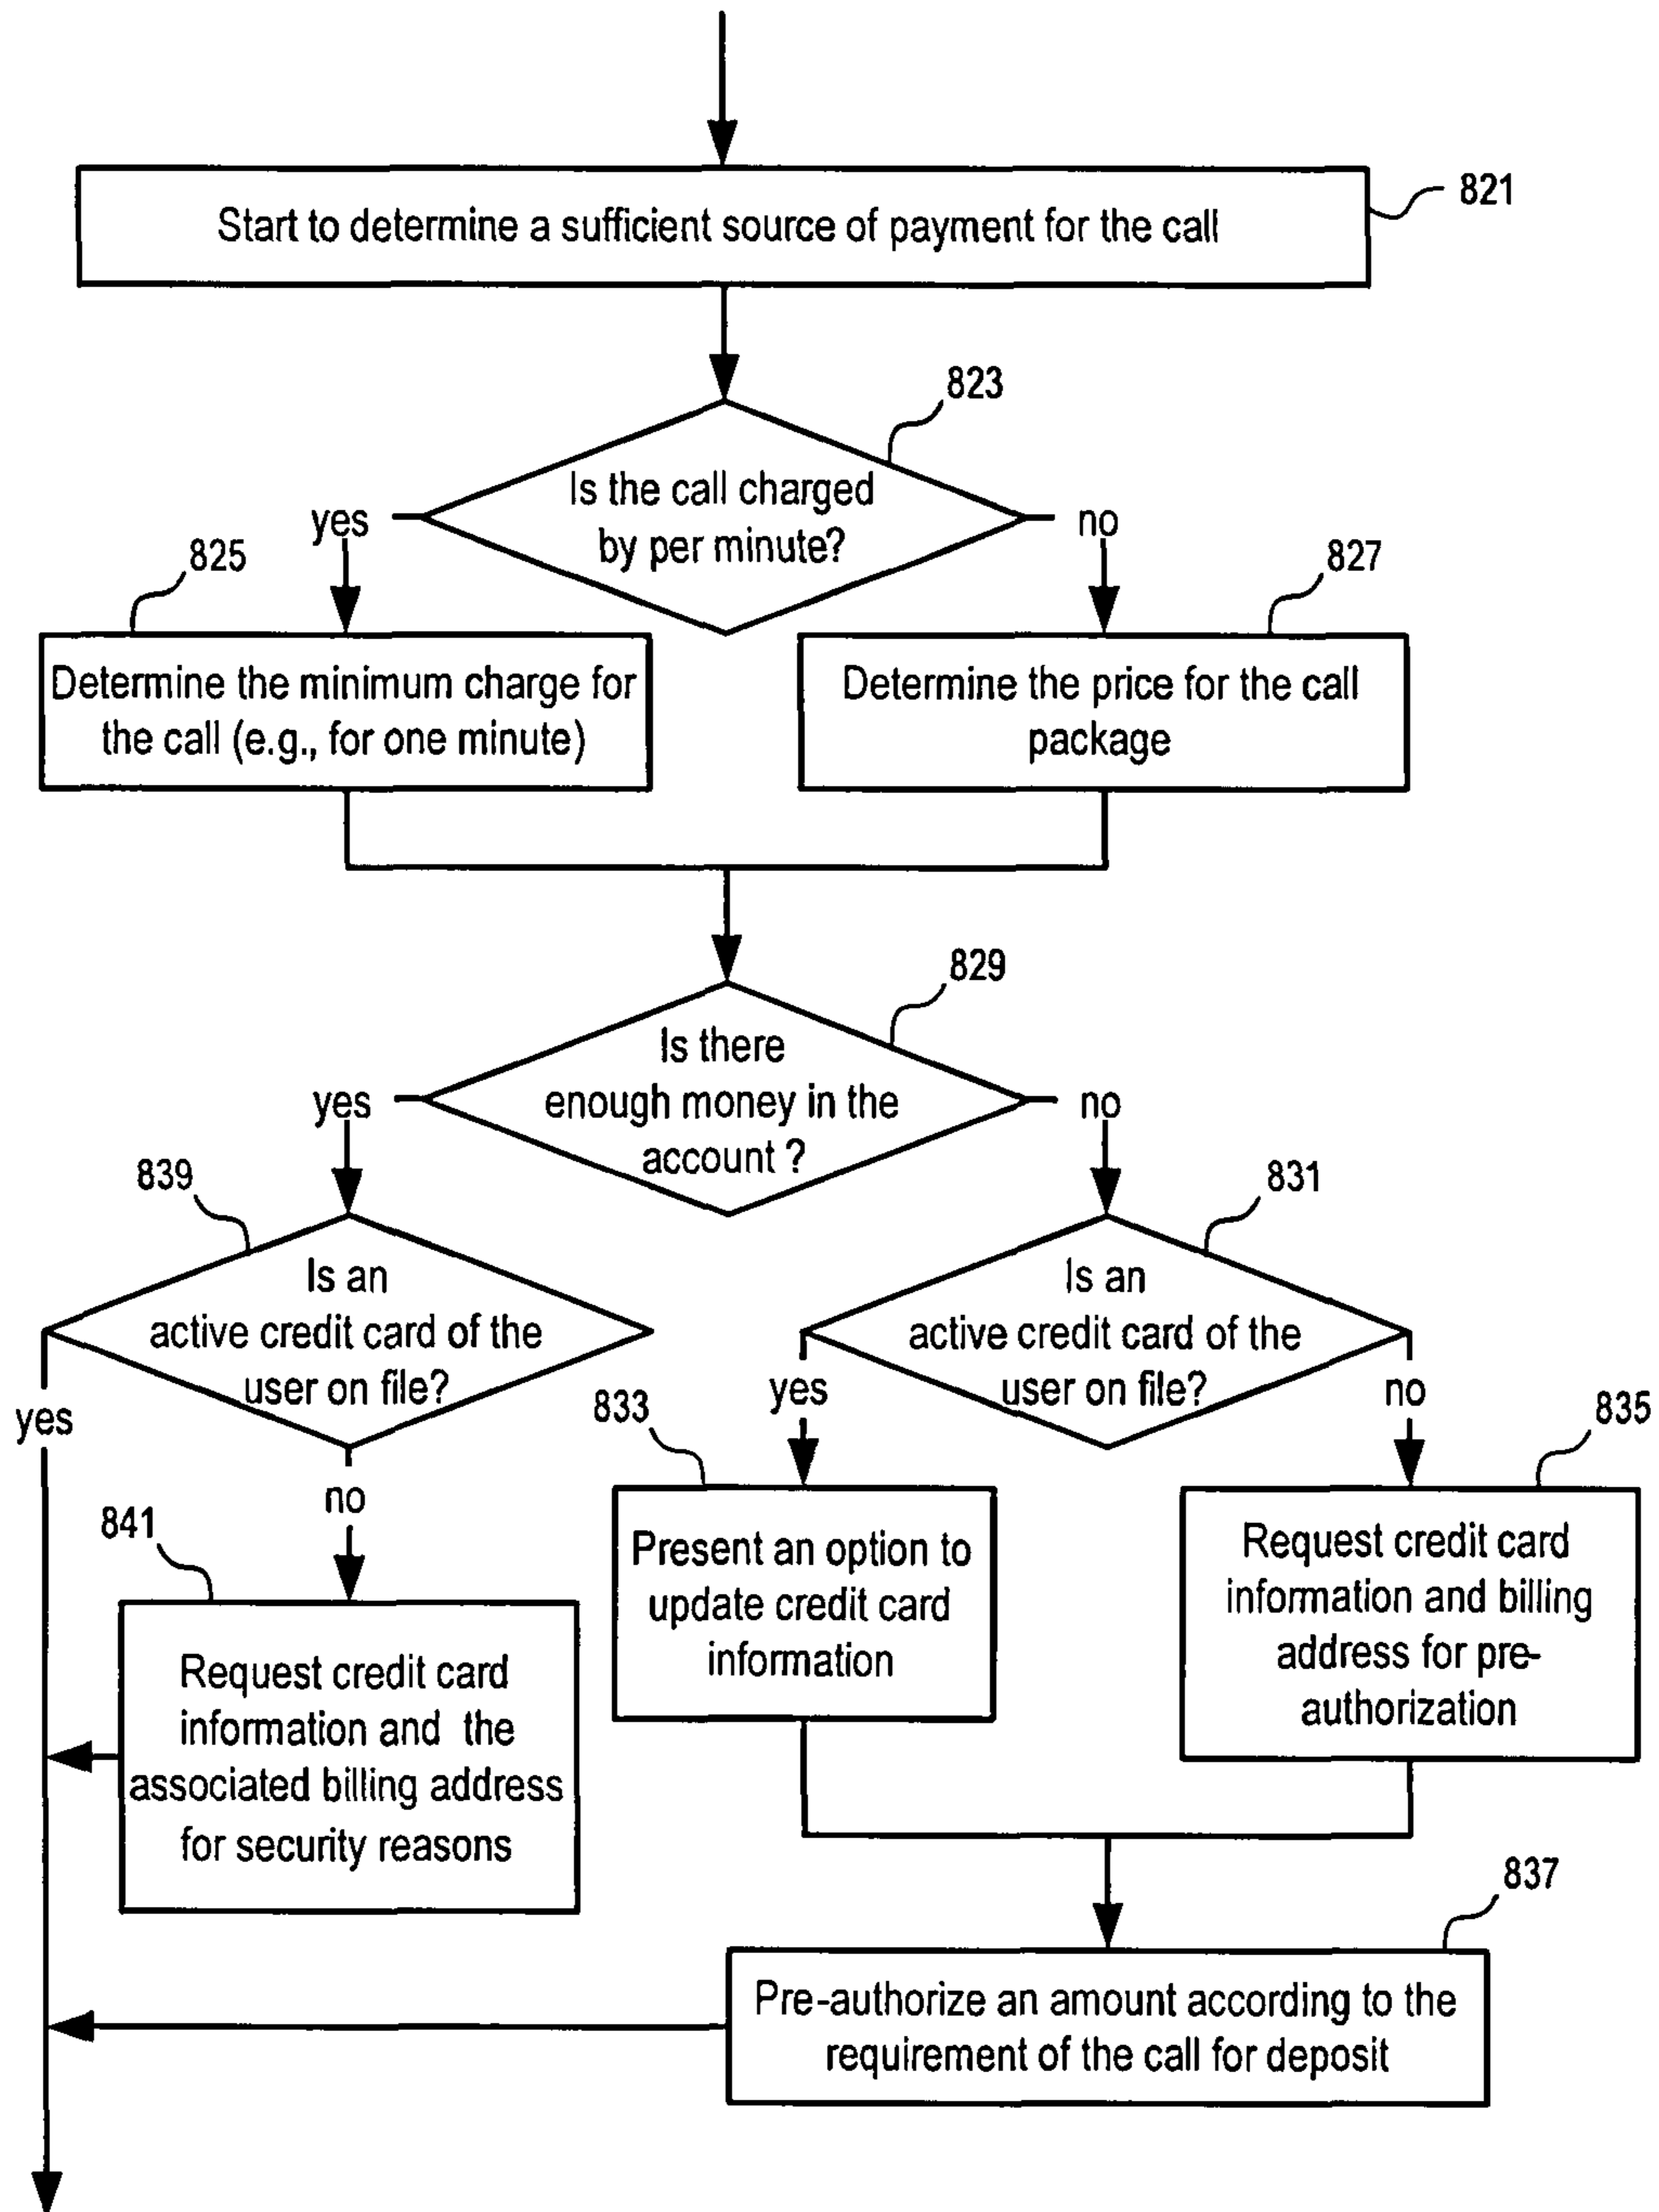 Start to determine a sufficient source of payment for the call
821
823
Is the call charged
by per minute?
yes
no
825
827
Determine the minimum charge for
the call (e.g., for one minute)
Determine the price for the call
package
829
Is there
enough money in the
account ?
yes
no
839
831
Is an
active credit card of the
user on file?
Is an
active credit card of the
user on file?
yes
no
yes
no
833
835
841
Present an option to
update credit card
information
Request credit card
information and billing
address for pre-
authorization
Request credit card
information and the
associated billing address
for security reasons
837
Pre-authorize an amount according to the
requirement of the call for deposit